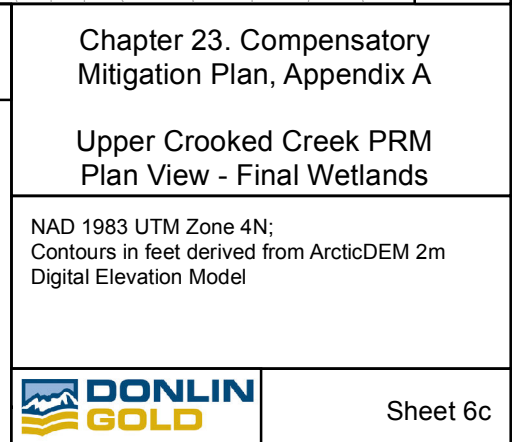 Chapter 23. Compensatory
Mitigation Plan, Appendix A
Upper Crooked Creek PRM
Plan View - Final Wetlands
NAD 1983 UTM Zone 4N;
Contours in feet derived from ArcticDEM 2m
Digital Elevation Model
DONLIN
GOLD
Sheet 6c